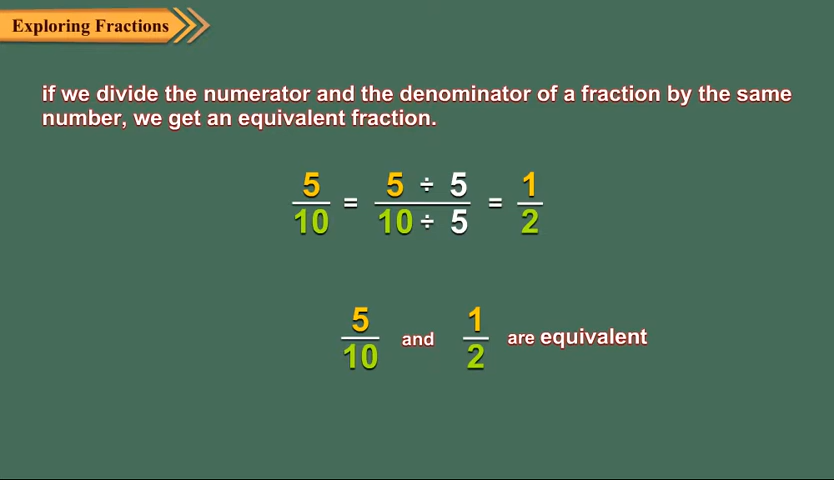 Exploring Fractions
if we divide the numerator and the denominator of a fraction by the same
number, we get an equivalent fraction.
5/10 = 5 ÷ 5/10 ÷ 5 = 1/2
5/10 and 1/2 are equivalent